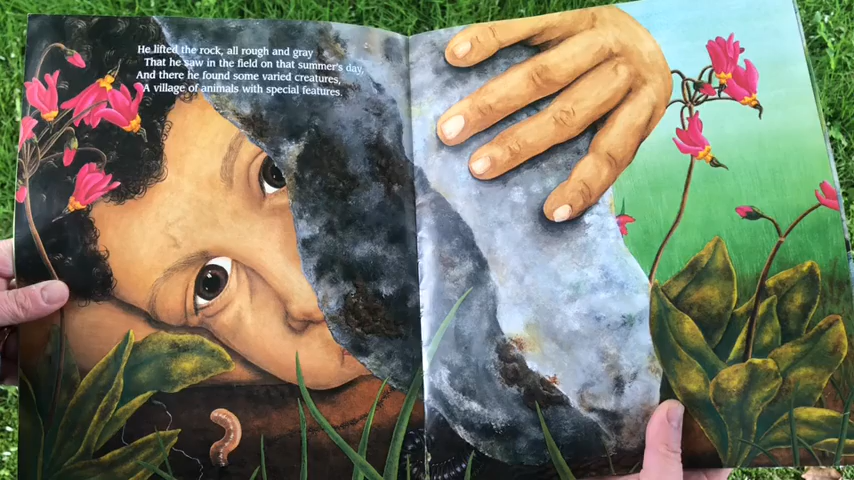 He lifted the rock, all rough and gray
That he saw in the field on that summer's day,
And there he found some varied creatures,
A village of animals with special features.